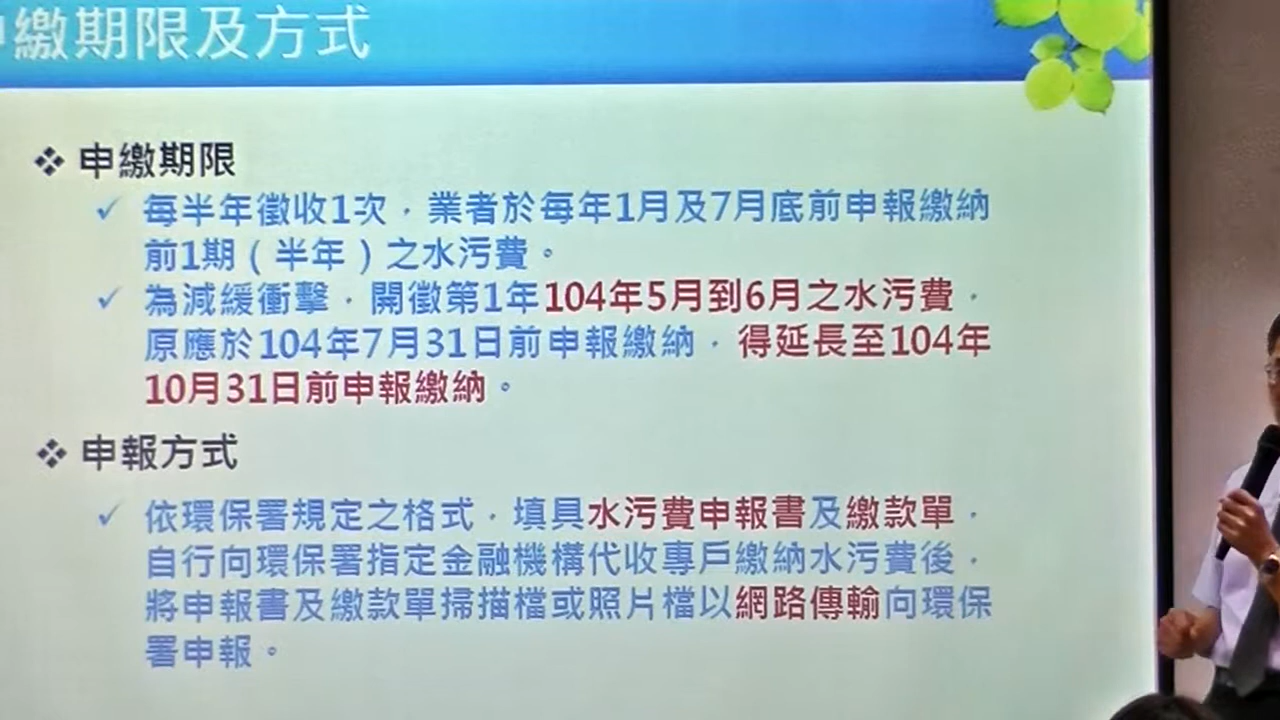 繳期限及方式
❖ 申繳期限
✓ 每半年徵收1次，業者於每年1月及7月底前申報繳納
前1期（半年）之水污費。
✓ 為減緩衝擊，開徵第1年104年5月到6月之水污費，
原應於104年7月31日前申報繳納，得延長至104年
10月31日前申報繳納。
❖ 申報方式
✓ 依環保署規定之格式，填具水污費申報書及繳款單，
自行向環保署指定金融機構代收專戶繳納水污費後，
將申報書及繳款單掃描檔或照片檔以網路傳輸向環保
署申報。